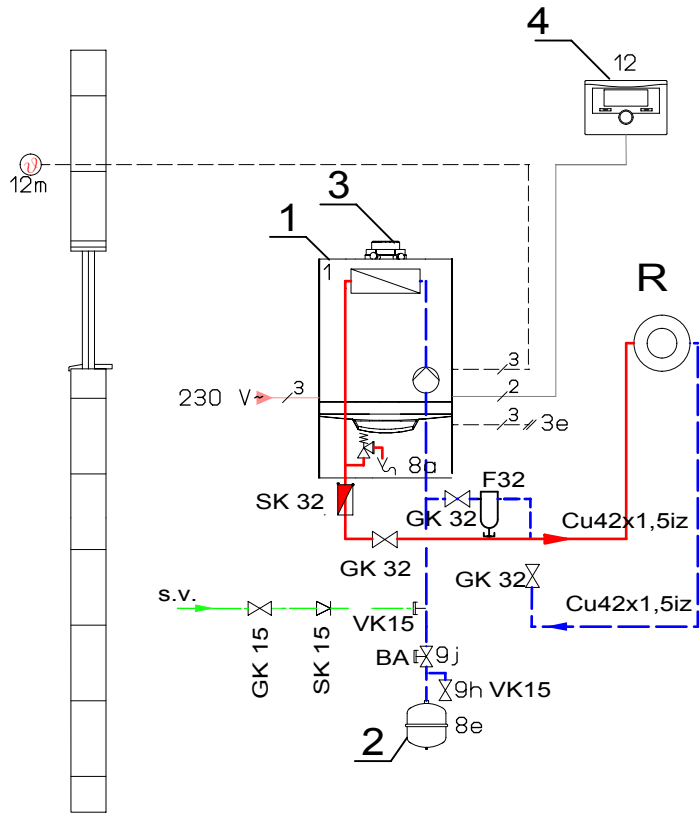 4
12
ϑ
12m
3
1
1
R
3
2
230 V~
3
3
3e
8a
F32
SK 32
GK 32
Cu42x1,5iz
GK 32
GK 32
s.v.
Cu42x1,5iz
VK15
GK 15
SK 15
BA
9j
9h VK15
8e
2